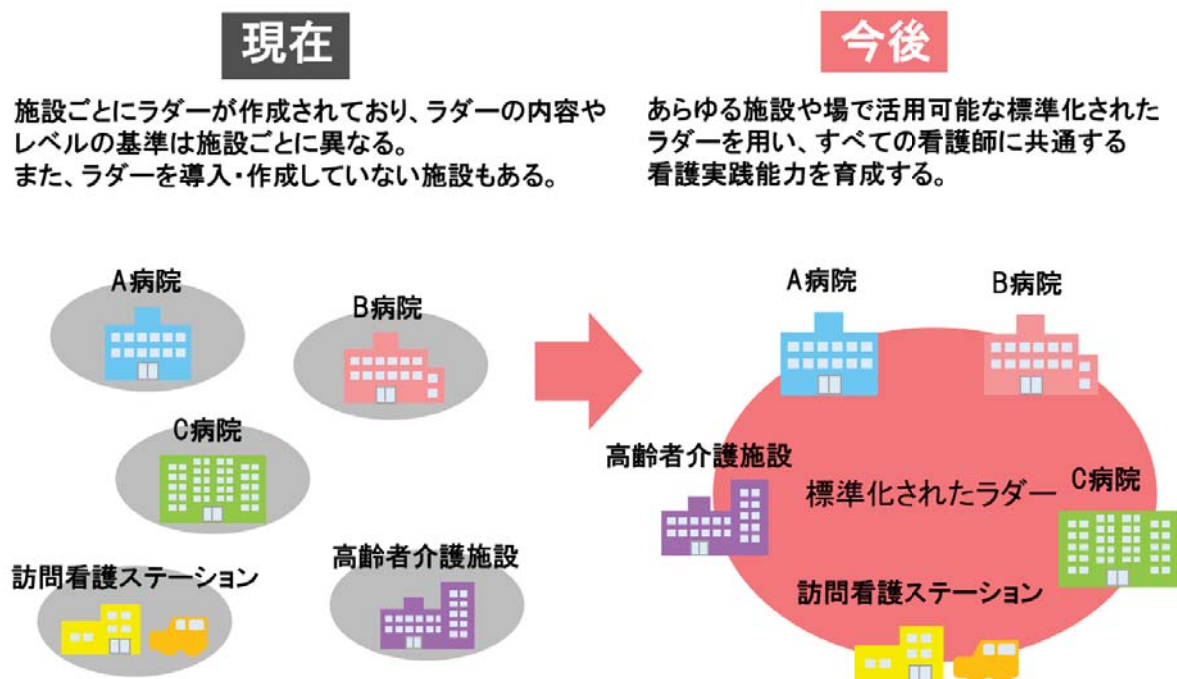 現在
施設ごとにラダーが作成されており、ラダーの内容や
レベルの基準は施設ごとに異なる。
また、ラダーを導入・作成していない施設もある。
A病院
B病院
C病院
訪問看護ステーション
高齢者介護施設
今後
あらゆる施設や場で活用可能な標準化された
ラダーを用い、すべての看護師に共通する
看護実践能力を育成する。
A病院
B病院
高齢者介護施設
標準化されたラダー
C病院
訪問看護ステーション